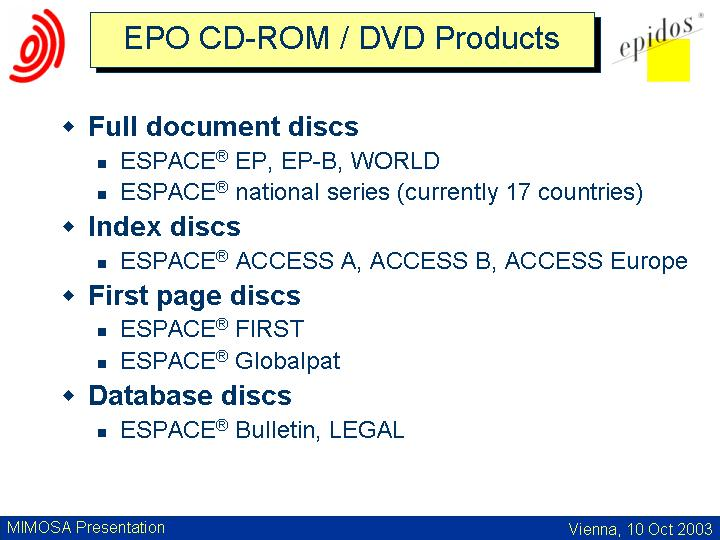 EPO CD-ROM / DVD Products
epidos®
Full document discs
ESPACE® EP, EP-B, WORLD
ESPACE® national series (currently 17 countries)
Index discs
ESPACE® ACCESS A, ACCESS B, ACCESS Europe
First page discs
ESPACE® FIRST
ESPACE® Globalpat
Database discs
ESPACE® Bulletin, LEGAL
MIMOSA Presentation
Vienna, 10 Oct 2003